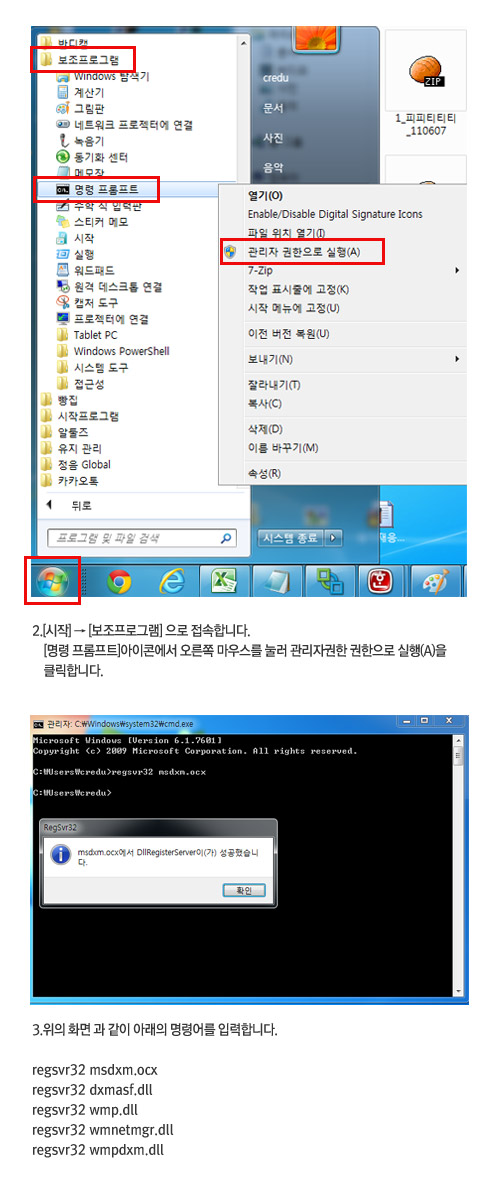 반디캠
보조프로그램
Windows 탐색기
계산기
그림판
네트워크 프로젝터에 연결
녹음기
동기화 센터
메모장
명령 프롬프트
수학 식 입력판
스티커 메모
시작
실행
워드패드
원격 데스크톱 연결
캡처 도구
프로젝터에 연결
Tablet PC
Windows PowerShell
시스템 도구
접근성
빵집
시작프로그램
알툴즈
유지 관리
정음 Global
카카오톡
뒤로
프로그램 및 파일 검색
credu
문서
사진
음악
시스템 종료
ZIP
1_피피티티티
_110607
열기(O)
Enable/Disable Digital Signature Icons
파일 위치 열기(I)
관리자 권한으로 실행(A)
7-Zip
작업 표시줄에 고정(K)
시작 메뉴에 고정(U)
이전 버전 복원(U)
보내기(N)
잘라내기(T)
복사(C)
삭제(D)
이름 바꾸기(M)
속성(R)
2.[시작] → [보조프로그램] 으로 접속합니다.
[명령 프롬프트]아이콘에서 오른쪽 마우스를 눌러 관리자권한 권한으로 실행(A)을
클릭합니다.
관리자: C:₩Windows₩system32₩cmd.exe
Microsoft Windows [Version 6.1.7601]
Copyright (c) 2009 Microsoft Corporation. All rights reserved.
C:₩Users₩credu>regsvr32 msdxm.ocx
C:₩Users₩credu>
RegSvr32
msdxm.ocx에서 DllRegisterServer이(가) 성공했습니
다.
확인
3.위의 화면 과 같이 아래의 명령어를 입력합니다.
regsvr32 msdxm.ocx
regsvr32 dxmasf.dll
regsvr32 wmp.dll
regsvr32 wmnetmgr.dll
regsvr32 wmpdxm.dll